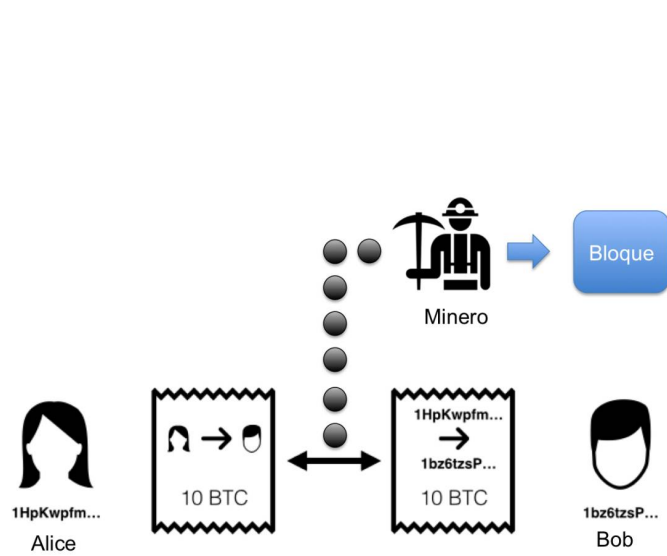 Bloque
Minero
10 BTC
1HpKwpfm...
1bz6tzsP...
10 BTC
1HpKwpfm...
Alice
1bz6tzsP...
Bob